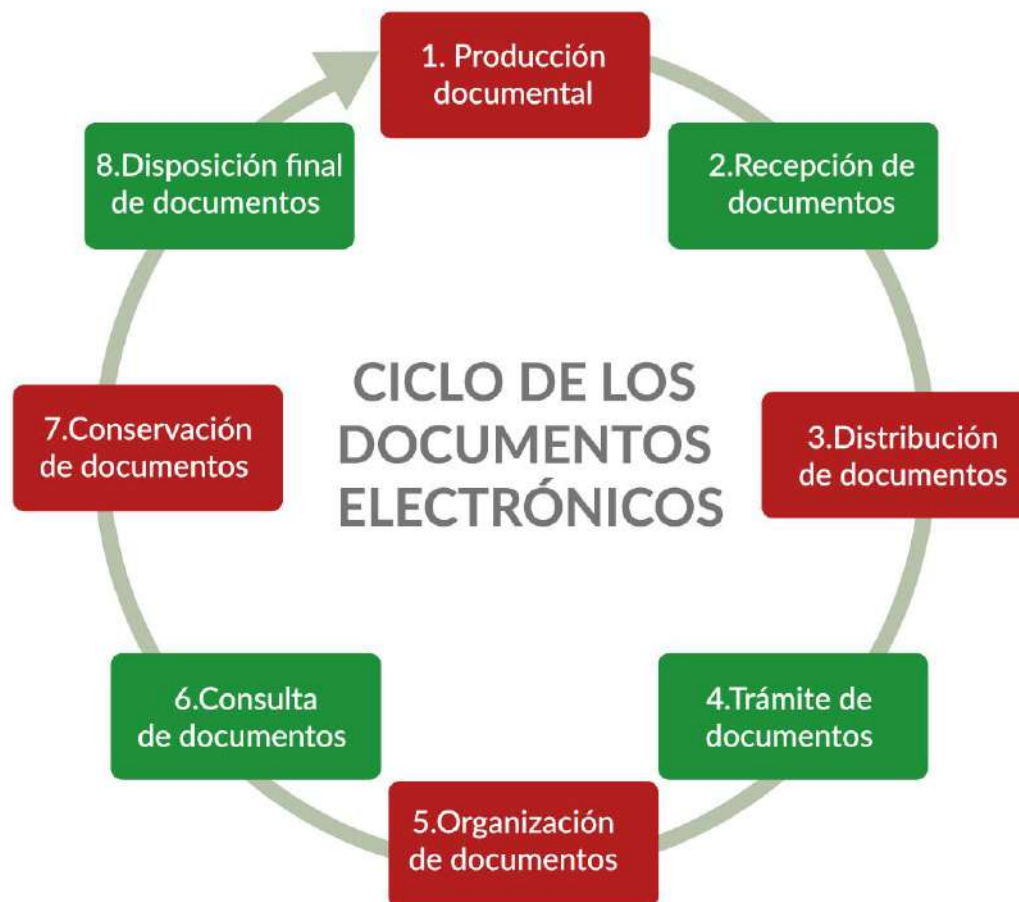 1. Producción
documental
2.Recepción de
documentos
3.Distribución
de documentos
4.Trámite de
documentos
5.Organización
de documentos
6.Consulta
de documentos
7.Conservación
de documentos
8.Disposición final
de documentos
CICLO DE LOS
DOCUMENTOS
ELECTRÓNICOS